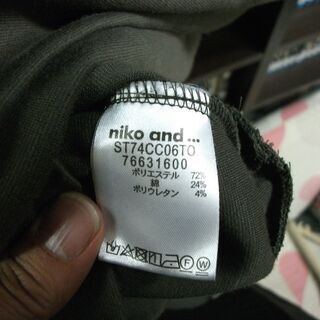 niko and ...
ST74CC06TO
76631600
ポリエステル 72%
綿 24%
ポリウレタン 4%